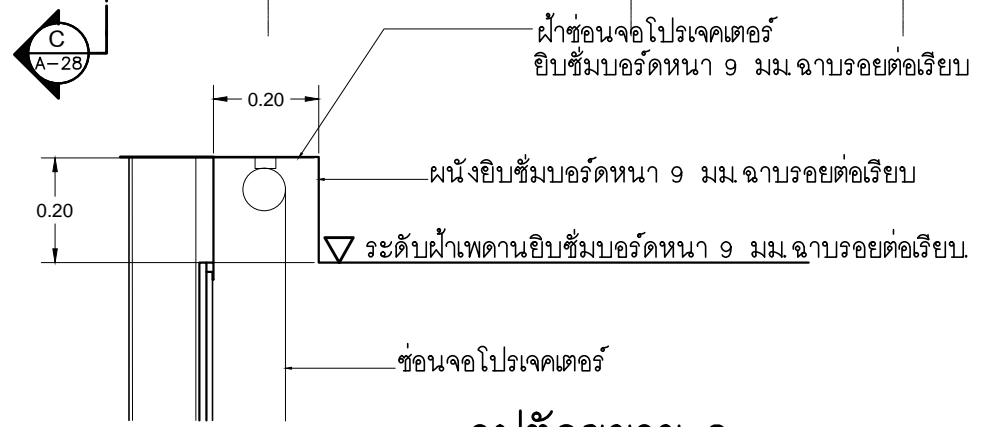 C
A-28
ฝ้าซ่อนจอโปรเจคเตอร์
ยิบซั่มบอร์ดหนา 9 มม.ฉาบรอยต่อเรียบ
0.20
ผนังยิบซั่มบอร์ดหนา 9 มม.ฉาบรอยต่อเรียบ
0.20
ระดับฝ้าเพดานยิบซั่มบอร์ดหนา 9 มม.ฉาบรอยต่อเรียบ.
ซ่อนจอโปรเจคเตอร์